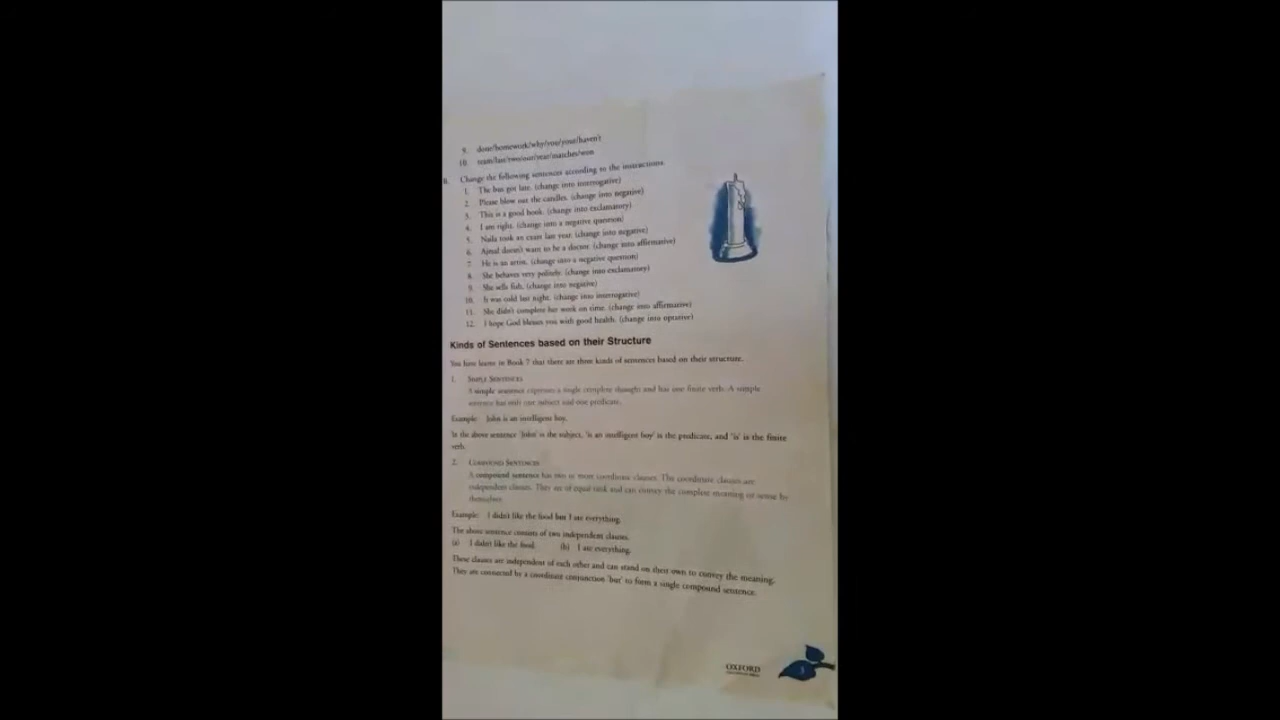 9. done/homework/why/you/your/haven't
10. team/last/two/our/year/matches/won
B. Change the following sentences according to the instructions.
1. The bus got late. (change into interrogative)
2. Please blow out the candles. (change into negative)
3. This is a good book. (change into exclamatory)
4. I am right. (change into a negative question)
5. Naila took an exam last year. (change into negative)
6. Ajmal doesn't want to be a doctor. (change into affirmative)
7. He is an artist. (change into a negative question)
8. She behaves very politely. (change into exclamatory)
9. She sells fish. (change into negative)
10. It was cold last night. (change into interrogative)
11. She didn't complete her work on time. (change into affirmative)
12. I hope God blesses you with good health. (change into optative)
Kinds of Sentences based on their Structure
You have learnt in Book 7 that there are three kinds of sentences based on their structure.
1. SIMPLE SENTENCES
A simple sentence expresses a single complete thought and has one finite verb. A simple
sentence has only one subject and one predicate.
Example: John is an intelligent boy.
In the above sentence 'John' is the subject, 'is an intelligent boy' is the predicate, and 'is' is the finite
verb.
2. COMPOUND SENTENCES
A compound sentence has two or more coordinate clauses. The coordinate clauses are
independent clauses. They are of equal rank and can convey the complete meaning or sense by
themselves.
Example: I didn't like the food but I ate everything.
The above sentence consists of two independent clauses.
(a) I didn't like the food. (b) I ate everything.
These clauses are independent of each other and can stand on their own to convey the meaning.
They are connected by a coordinate conjunction 'but' to form a single compound sentence.
OXFORD